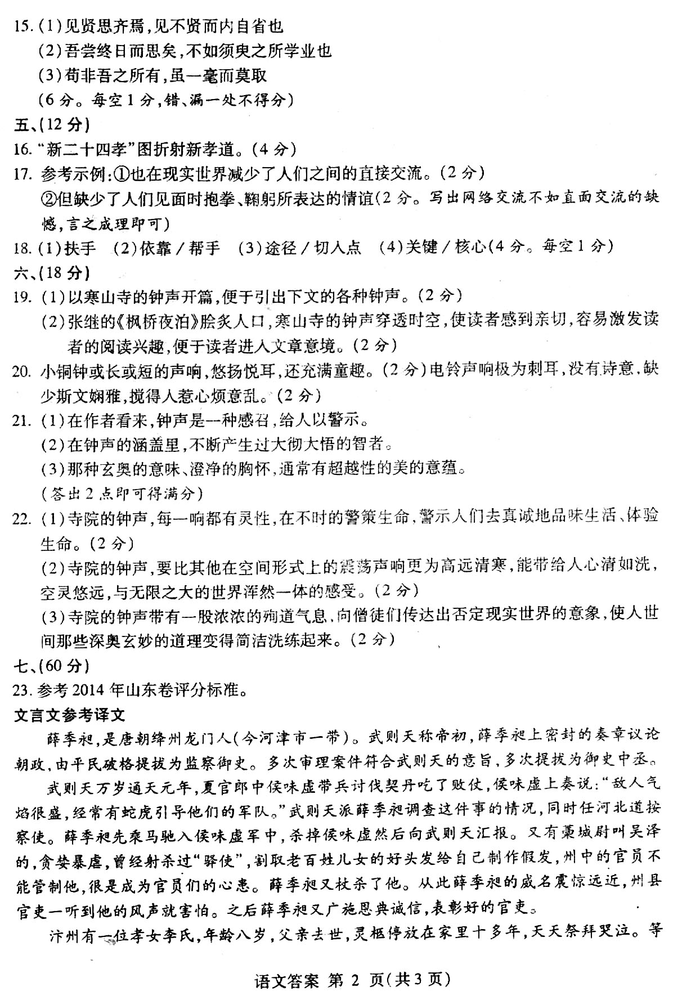 15. (1)见贤思齐焉,见不贤而内自省也
(2)吾尝终日而思矣,不如须臾之所学业也
(3)苟非吾之所有,虽一毫而莫取
(6分。每空1分,错、漏一处不得分)
五、(12分)
16. “新二十四孝”图折射新孝道。(4分)
17. 参考示例:①也在现实世界减少了人们之间的直接交流。(2分)
②但缺少了人们见面时抱拳、鞠躬所表达的情谊(2分。写出网络交流不如直面交流的缺
憾,言之成理即可)
18. (1)扶手 (2)依靠/帮手 (3)途径/切入点 (4)关键/核心(4分。每空1分)
六、(18分)
19. (1)以寒山寺的钟声开篇,便于引出下文的各种钟声。(2分)
(2)张继的《枫桥夜泊》脍炙人口,寒山寺的钟声穿透时空,使读者感到亲切,容易激发读
者的阅读兴趣,便于读者进入文章意境。(2分)
20. 小铜钟或长或短的声响,悠扬悦耳,还充满童趣。(2分)电铃声响极为刺耳,没有诗意,缺
少斯文娴雅,搅得人惹心烦意乱。(2分)
21. (1)在作者看来,钟声是一种感召,给人以警示。
(2)在钟声的涵盖里,不断产生过大彻大悟的智者。
(3)那种玄奥的意味、澄净的胸怀,通常有超越性的美的意蕴。
(答出2点即可得满分)
22. (1)寺院的钟声,每一响都有灵性,在不时的警策生命,警示人们去真诚地品味生活、体验
生命。(2分)
(2)寺院的钟声,要比其他在空间形式上的震荡声响更为高远清寒,能带给人心清如洗,
空灵悠远,与无限之大的世界浑然一体的感受。(2分)
(3)寺院的钟声带有一股浓浓的殉道气息,向僧徒们传达出否定现实世界的意象,使人世
间那些深奥玄妙的道理变得简洁洗练起来。(2分)
七、(60分)
23. 参考2014年山东卷评分标准。
文言文参考译文
薛季昶,是唐朝绛州龙门人(今河津市一带)。武则天称帝初,薛季昶上密封的奏章议论
朝政,由平民破格提拔为监察御史。多次审理案件符合武则天的意旨,多次提拔为御史中丞。
武则天万岁通天元年,夏官郎中侯味虚带兵讨伐契丹吃了败仗,侯味虚上奏说:“敌人气
焰很盛,经常有蛇虎引导他们的军队。”武则天派薛季昶调查这件事的情况,同时任河北道按
察使。薛季昶先乘马驰入侯味虚军中,杀掉侯味虚然后向武则天汇报。又有藁城尉叫吴泽
的,贪婪暴虐,曾经射杀过“驿使”,割取老百姓儿女的好头发给自己制作假发,州中的官员不
能管制他,很是成为官员们的心患。薛季昶又杖杀了他。从此薛季昶的威名震惊远近,州县
官吏一听到他的风声就害怕。之后薛季昶又广施恩典诚信,表彰好的官吏。
汴州有一位孝女李氏,年龄八岁,父亲去世,灵柩停放在家里十多年,天天祭拜哭泣。等
语文答案 第 2 页(共3页)